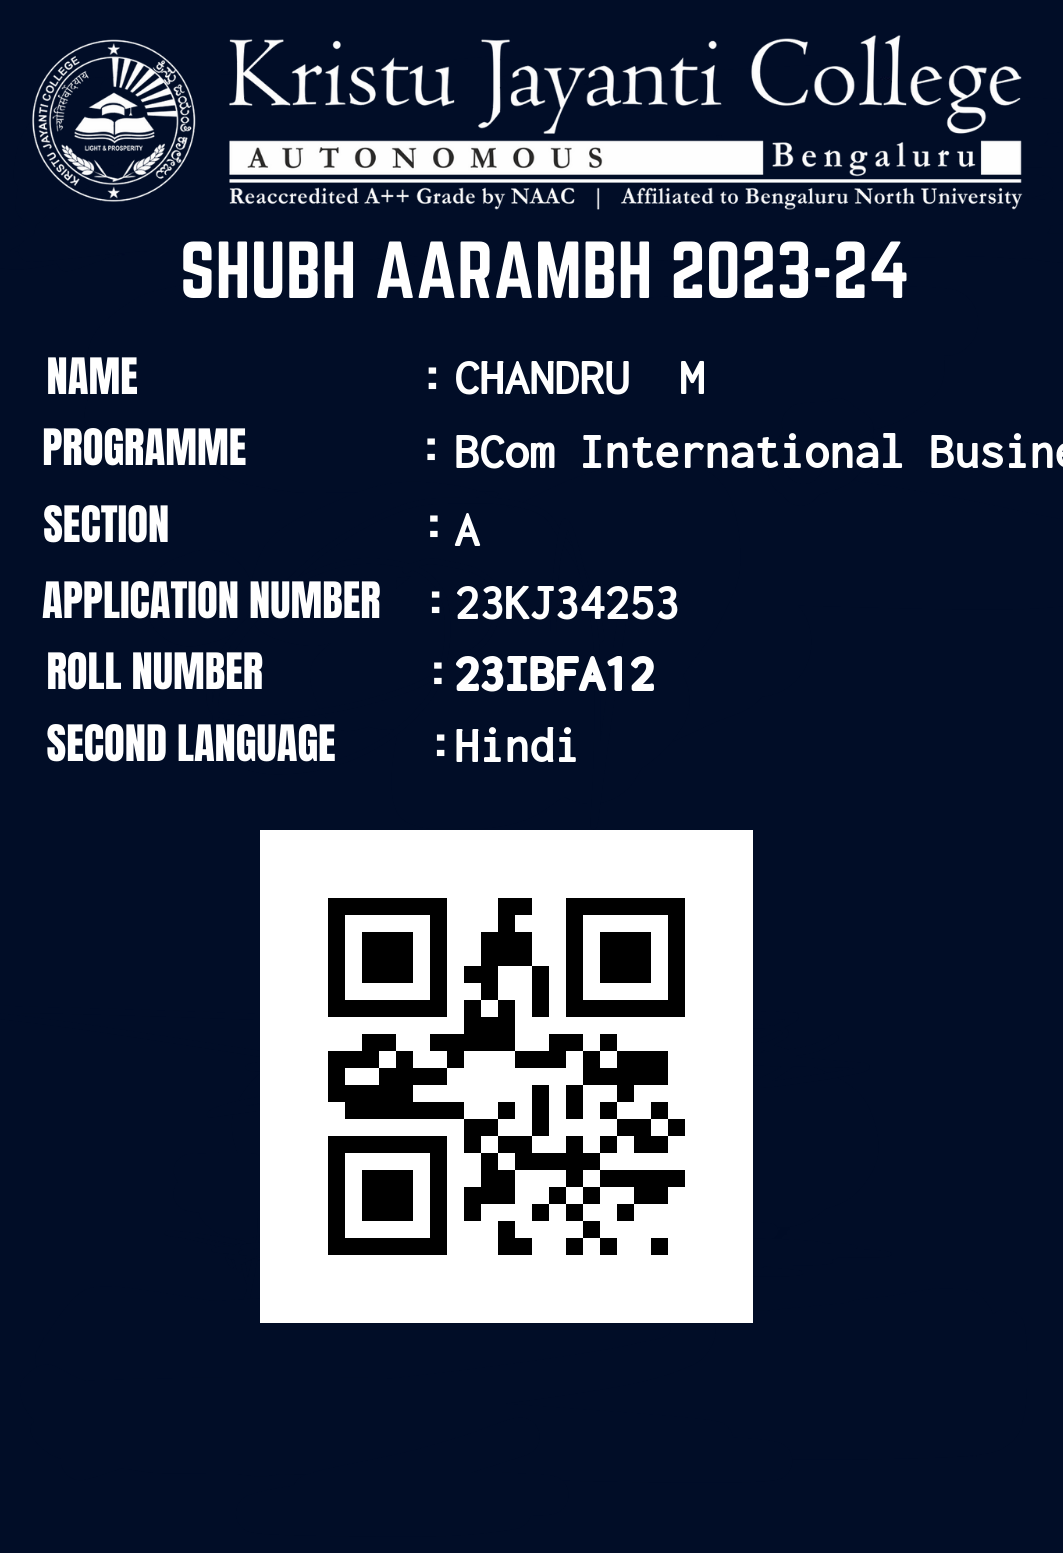 Kristu Jayanti College
AUTONOMOUS Bengaluru
Reaccredited A++ Grade by NAAC | Affiliated to Bengaluru North University
KRISTU JAYANTI COLLEGE
LIGHT & PROSPERITY
SHUBH AARAMBH 2023-24
NAME : CHANDRU M
PROGRAMME : BCom International Busine
SECTION : A
APPLICATION NUMBER : 23KJ34253
ROLL NUMBER : 23IBFA12
SECOND LANGUAGE : Hindi